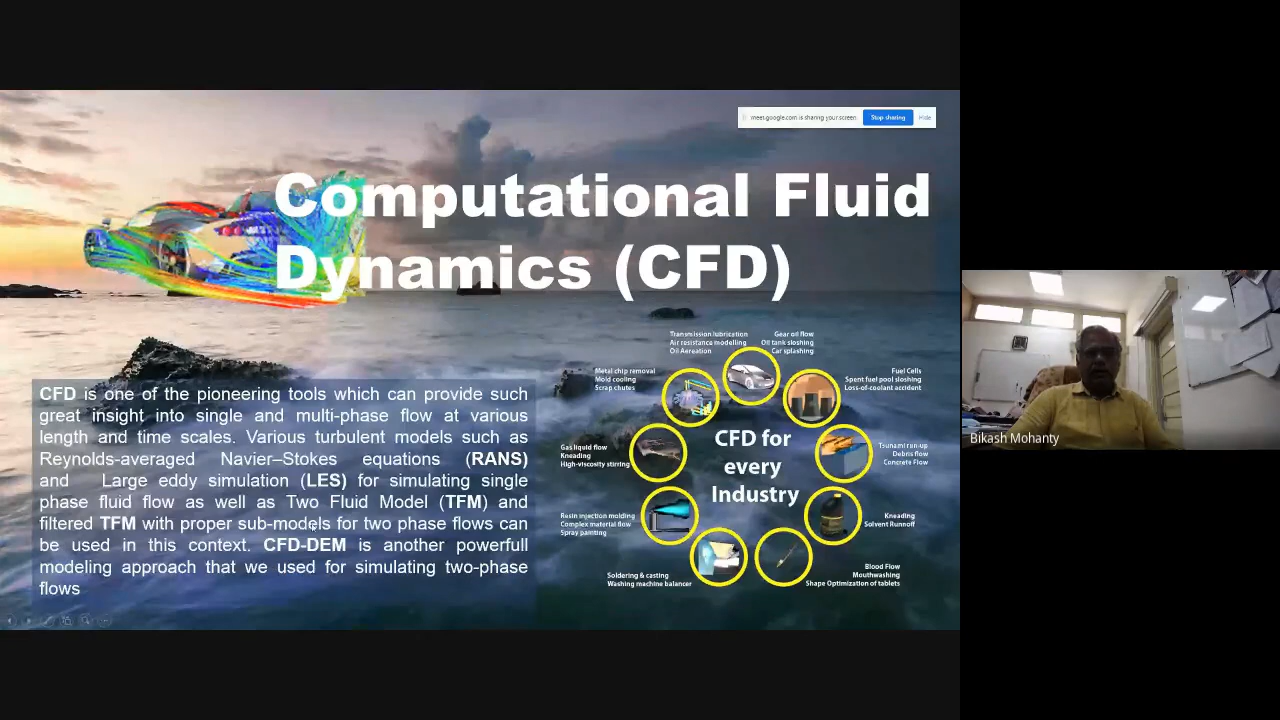 meet.google.com is sharing your screen.
Stop sharing
Hide
Computational Fluid
Dynamics (CFD)
CFD is one of the pioneering tools which can provide such
great insight into single and multi-phase flow at various
length and time scales. Various turbulent models such as
Reynolds-averaged Navier–Stokes equations (RANS)
and Large eddy simulation (LES) for simulating single
phase fluid flow as well as Two Fluid Model (TFM) and
filtered TFM with proper sub-models for two phase flows can
be used in this context. CFD-DEM is another powerfull
modeling approach that we used for simulating two-phase
flows
Transmission lubrication
Air resistance modelling
Oil Aereation
Gear oil flow
Oil tank sloshing
Car splashing
Metal chip removal
Mold cooling
Scrap chutes
Fuel Cells
Spent fuel pool sloshing
Loss-of-coolant accident
CFD for
every
Industry
Gas liquid flow
Kneading
High-viscosity stirring
Tsunami run-up
Debris flow
Concrete Flow
Resin injection molding
Complex material flow
Spray painting
Kneading
Solvent Runnoff
Soldering & casting
Washing machine balancer
Blood Flow
Mouthwashing
Shape Optimization of tablets
Bikash Mohanty